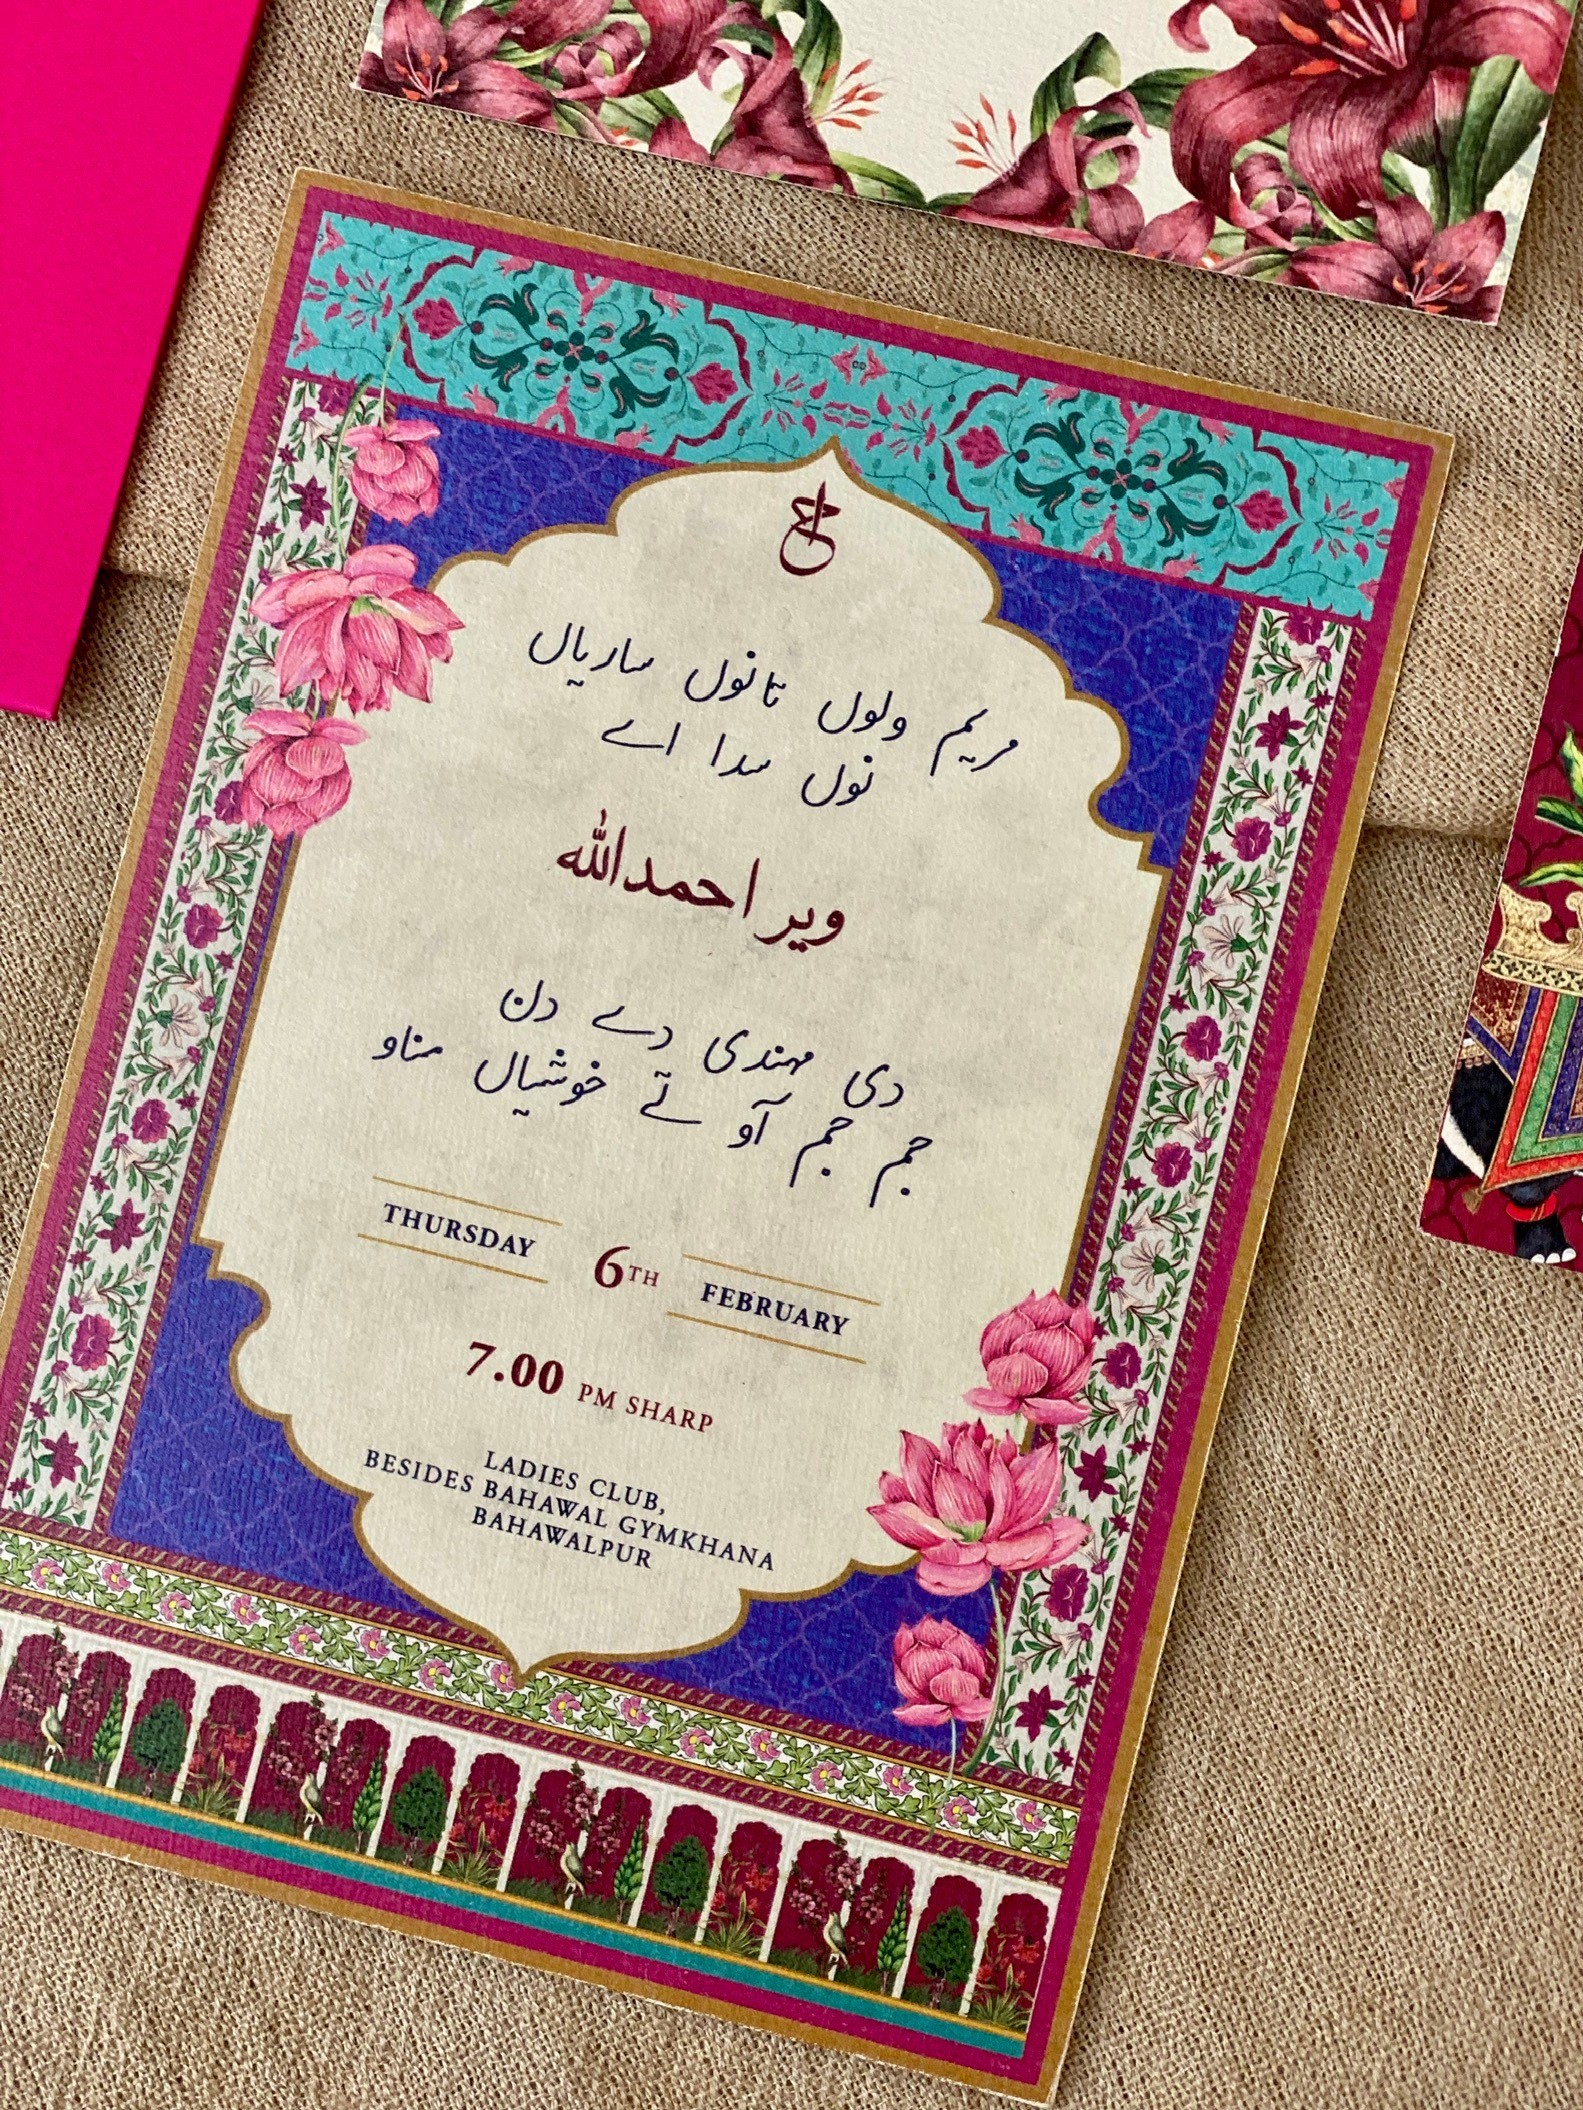 مریم ولوں تانوں ساریاں
نوں سدا اے
ویر احمداللہ
دی مہندی دے دن
جم جم آو تے خوشیاں مناو
THURSDAY 6TH FEBRUARY
7.00 PM SHARP
LADIES CLUB,
BESIDES BAHAWAL GYMKHANA
BAHAWALPUR